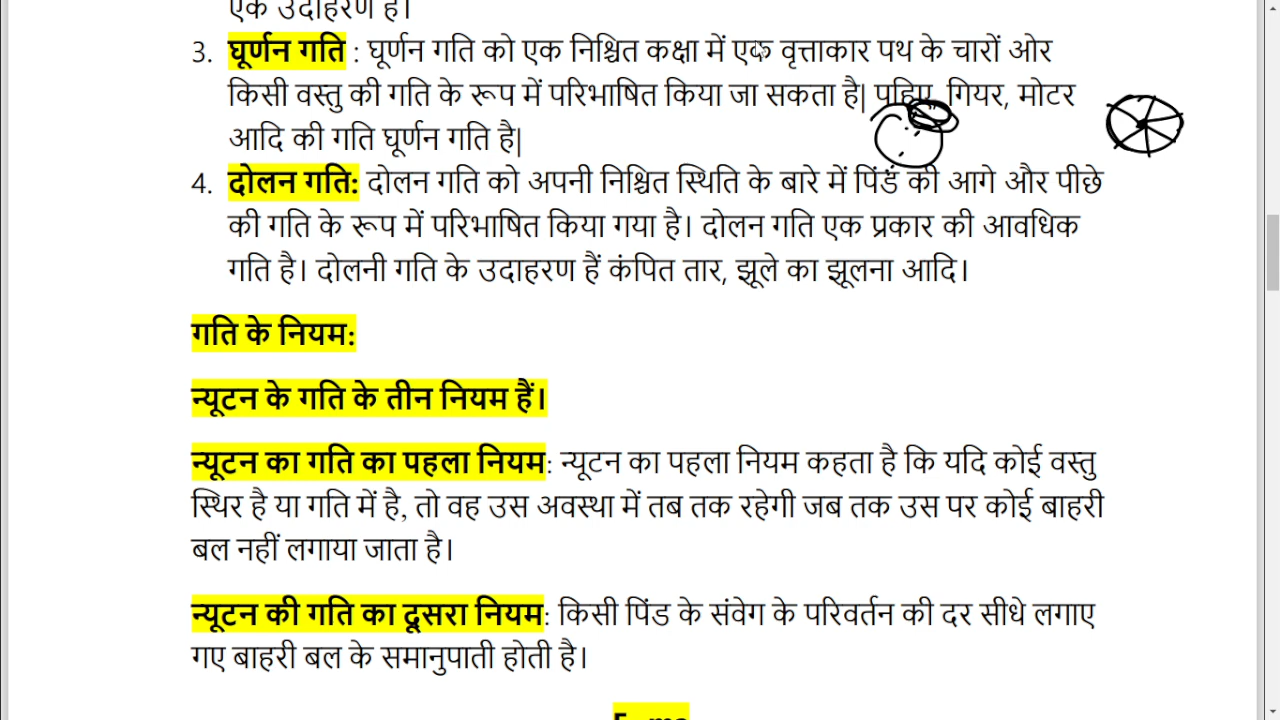 एक उदाहरण है।
3. घूर्णन गति : घूर्णन गति को एक निश्चित कक्षा में एक वृत्ताकार पथ के चारों ओर
किसी वस्तु की गति के रूप में परिभाषित किया जा सकता है| पहिए, गियर, मोटर
आदि की गति घूर्णन गति है|
4. दोलन गति: दोलन गति को अपनी निश्चित स्थिति के बारे में पिंड की आगे और पीछे
की गति के रूप में परिभाषित किया गया है। दोलन गति एक प्रकार की आवधिक
गति है। दोलनी गति के उदाहरण हैं कंपित तार, झूले का झूलना आदि।
गति के नियम:
न्यूटन के गति के तीन नियम हैं।
न्यूटन का गति का पहला नियम: न्यूटन का पहला नियम कहता है कि यदि कोई वस्तु
स्थिर है या गति में है, तो वह उस अवस्था में तब तक रहेगी जब तक उस पर कोई बाहरी
बल नहीं लगाया जाता है।
न्यूटन की गति का दूसरा नियम: किसी पिंड के संवेग के परिवर्तन की दर सीधे लगाए
गए बाहरी बल के समानुपाती होती है।